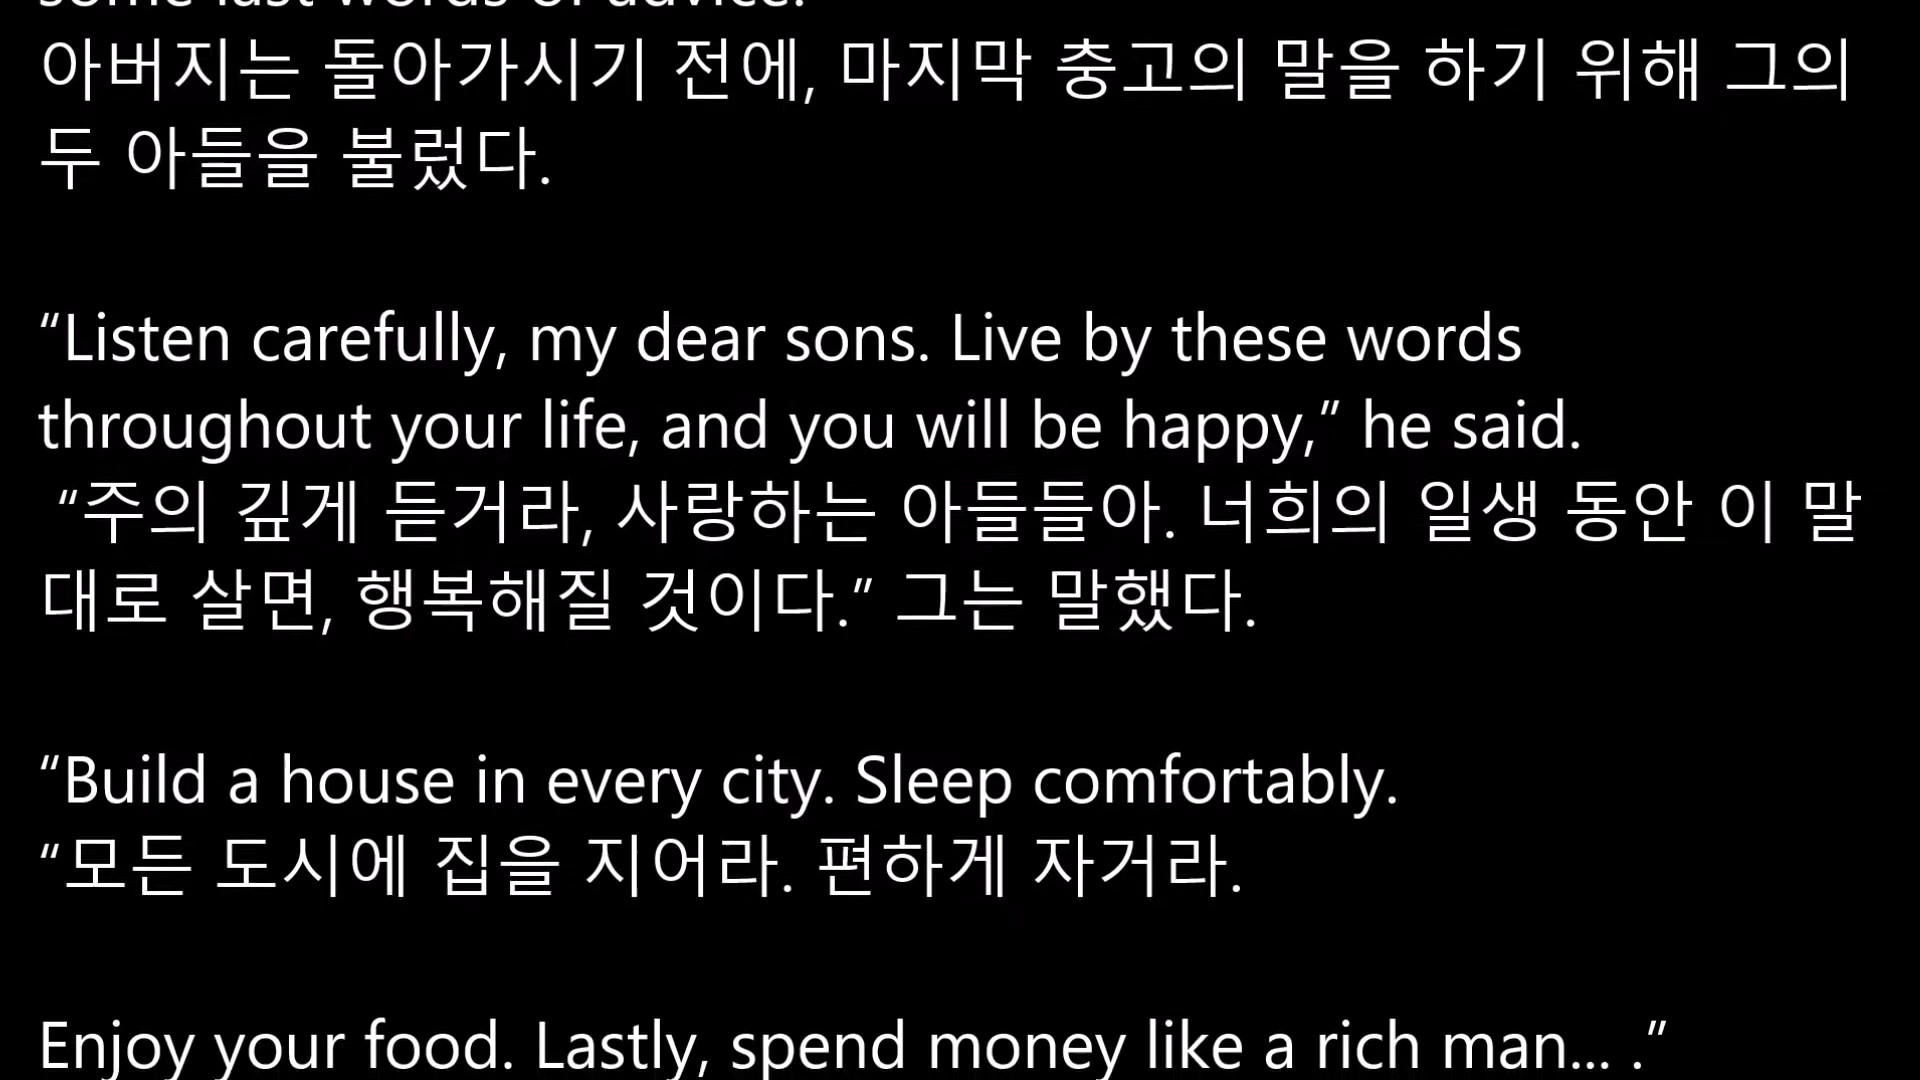 some last words of advice.
아버지는 돌아가시기 전에, 마지막 충고의 말을 하기 위해 그의
두 아들을 불렀다.
“Listen carefully, my dear sons. Live by these words
throughout your life, and you will be happy,” he said.
“주의 깊게 듣거라, 사랑하는 아들들아. 너희의 일생 동안 이 말
대로 살면, 행복해질 것이다.” 그는 말했다.
“Build a house in every city. Sleep comfortably.
“모든 도시에 집을 지어라. 편하게 자거라.
Enjoy your food. Lastly, spend money like a rich man... .”